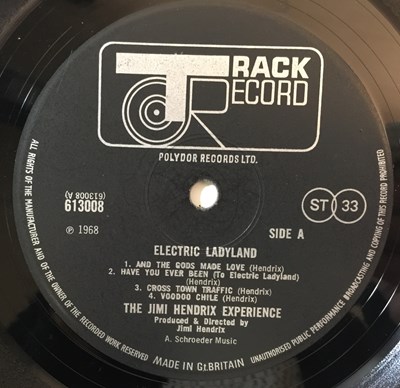 TRACK
RECORD
POLYDOR RECORDS LTD.
(613008 A)
613008
℗ 1968
SIDE A
ST 33
ELECTRIC LADYLAND
1. AND THE GODS MADE LOVE (Hendrix)
2. HAVE YOU EVER BEEN (To Electric Ladyland)
(Hendrix)
3. CROSS TOWN TRAFFIC (Hendrix)
4. VOODOO CHILE (Hendrix)
THE JIMI HENDRIX EXPERIENCE
Produced & Directed by
Jimi Hendrix
A. Schroeder Music
ALL RIGHTS OF THE MANUFACTURER AND OF THE OWNER OF THE RECORDED WORK RESERVED
MADE IN Gt.BRITAIN
UNAUTHORISED PUBLIC PERFORMANCE BROADCASTING AND COPYING OF THIS RECORD PROHIBITED